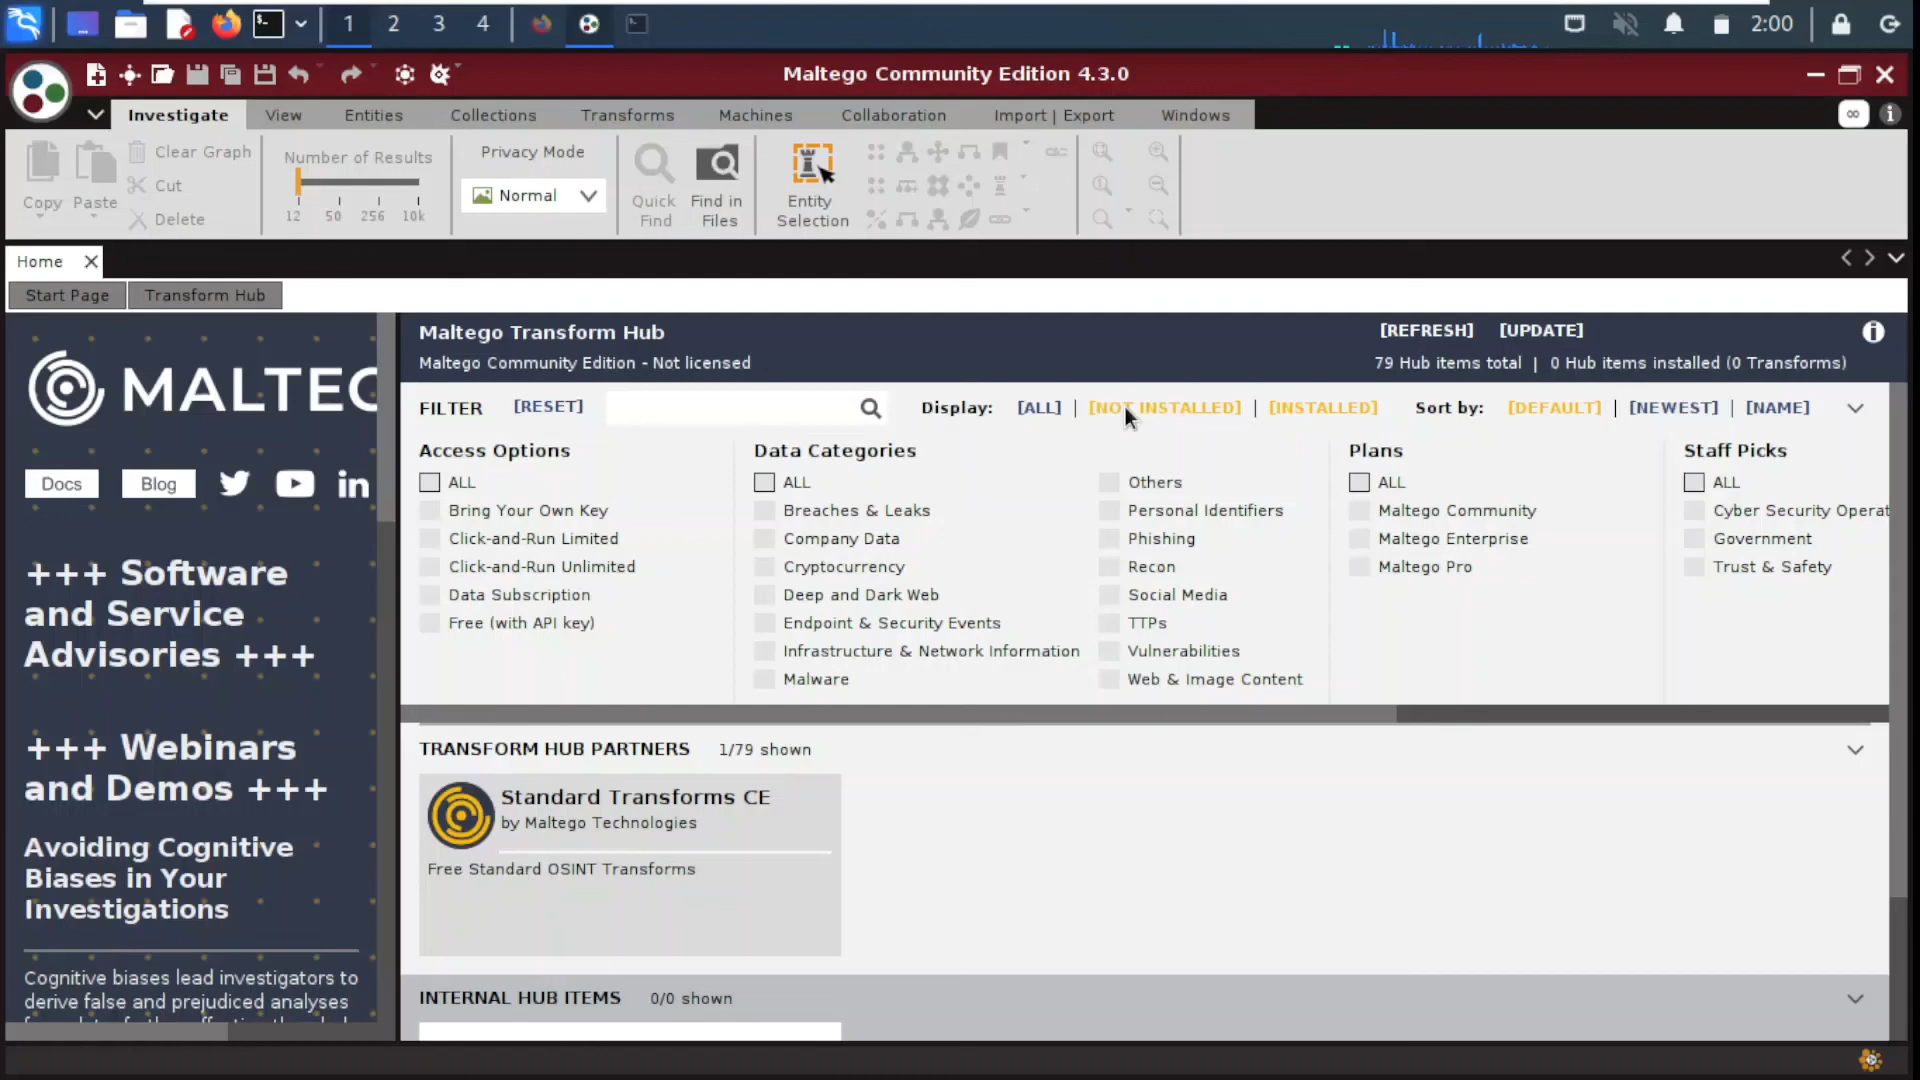 1 2 3 4
2:00
Maltego Community Edition 4.3.0
Investigate View Entities Collections Transforms Machines Collaboration Import | Export Windows
Copy
Paste
Clear Graph
Cut
Delete
Number of Results
12 50 256 10k
Privacy Mode
Normal
Quick
Find
Find in
Files
Entity
Selection
Home
Start Page Transform Hub
MALTEG
Docs Blog
+++ Software
and Service
Advisories +++
+++ Webinars
and Demos +++
Avoiding Cognitive
Biases in Your
Investigations
Cognitive biases lead investigators to
derive false and prejudiced analyses
Maltego Transform Hub
[REFRESH] [UPDATE]
Maltego Community Edition - Not licensed
79 Hub items total | 0 Hub items installed (0 Transforms)
FILTER [RESET] Display: [ALL] | [NOT INSTALLED] | [INSTALLED] Sort by: [DEFAULT] | [NEWEST] | [NAME]
Access Options
ALL
Bring Your Own Key
Click-and-Run Limited
Click-and-Run Unlimited
Data Subscription
Free (with API key)
Data Categories
ALL
Breaches & Leaks
Company Data
Cryptocurrency
Deep and Dark Web
Endpoint & Security Events
Infrastructure & Network Information
Malware
Others
Personal Identifiers
Phishing
Recon
Social Media
TTPs
Vulnerabilities
Web & Image Content
Plans
ALL
Maltego Community
Maltego Enterprise
Maltego Pro
Staff Picks
ALL
Cyber Security Operat
Government
Trust & Safety
TRANSFORM HUB PARTNERS 1/79 shown
Standard Transforms CE
by Maltego Technologies
Free Standard OSINT Transforms
INTERNAL HUB ITEMS 0/0 shown